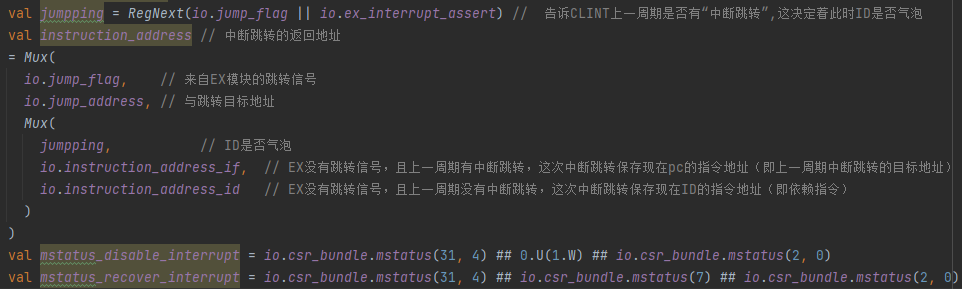 val jumpping = RegNext(io.jump_flag || io.ex_interrupt_assert) //  告诉CLINT上一周期是否有“中断跳转”,这决定着此时ID是否气泡
val instruction_address // 中断跳转的返回地址
= Mux(
  io.jump_flag,    // 来自EX模块的跳转信号
  io.jump_address, // 与跳转目标地址
  Mux(
    jumpping,              // ID是否气泡
    io.instruction_address_if,  // EX没有跳转信号，且上一周期有中断跳转，这次中断跳转保存现在pc的指令地址（即上一周期中断跳转的目标地址）
    io.instruction_address_id   // EX没有跳转信号，且上一周期没有中断跳转，这次中断跳转保存现在ID的指令地址（即依赖指令）
  )
)
val mstatus_disable_interrupt = io.csr_bundle.mstatus(31, 4) ## 0.U(1.W) ## io.csr_bundle.mstatus(2, 0)
val mstatus_recover_interrupt = io.csr_bundle.mstatus(31, 4) ## io.csr_bundle.mstatus(7) ## io.csr_bundle.mstatus(2, 0)